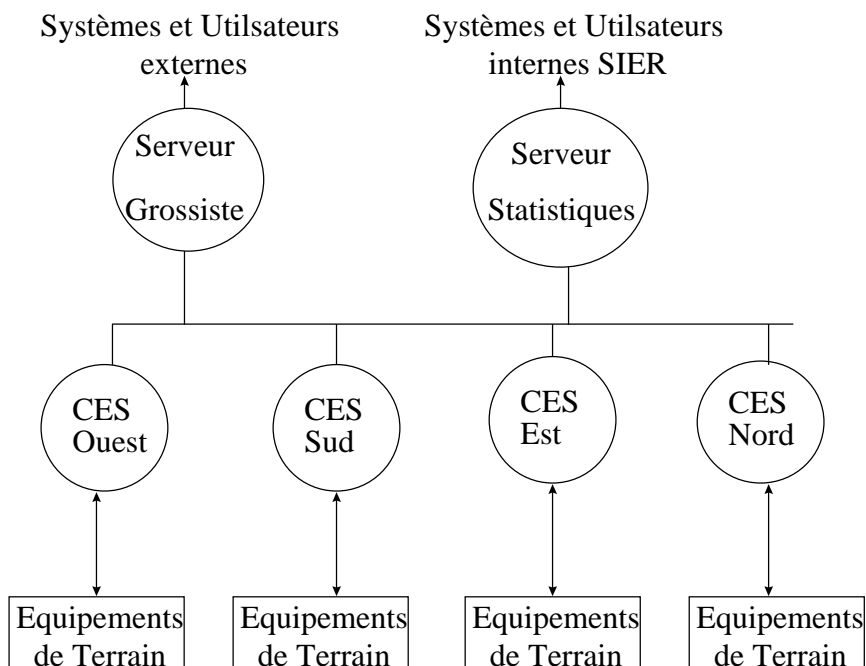 Systèmes et Utilsateurs
externes
Systèmes et Utilsateurs
internes SIER
Serveur
Grossiste
Serveur
Statistiques
CES
Ouest
CES
Sud
CES
Est
CES
Nord
Equipements
de Terrain
Equipements
de Terrain
Equipements
de Terrain
Equipements
de Terrain